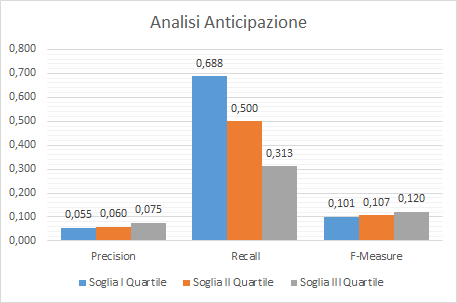 Analisi Anticipazione
0,800
0,700
0,600
0,500
0,400
0,300
0,200
0,100
0,000
0,055
0,060
0,075
0,688
0,500
0,313
0,101
0,107
0,120
Precision
Recall
F-Measure
Soglia I Quartile
Soglia II Quartile
Soglia III Quartile